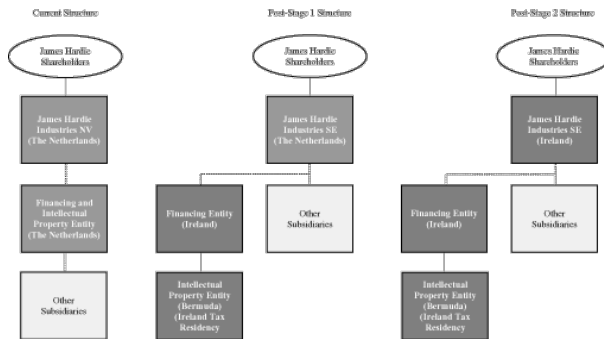 Current Structure
James Hardie
Shareholders
James Hardie
Industries NV
(The Netherlands)
Financing and
Intellectual
Property Entity
(The Netherlands)
Other
Subsidiaries
Post-Stage 1 Structure
James Hardie
Shareholders
James Hardie
Industries SE
(The Netherlands)
Financing Entity
(Ireland)
Other
Subsidiaries
Intellectual
Property Entity
(Bermuda)
(Ireland Tax
Residency
Post-Stage 2 Structure
James Hardie
Shareholders
James Hardie
Industries SE
(Ireland)
Financing Entity
(Ireland)
Other
Subsidiaries
Intellectual
Property Entity
(Bermuda)
(Ireland Tax
Residency